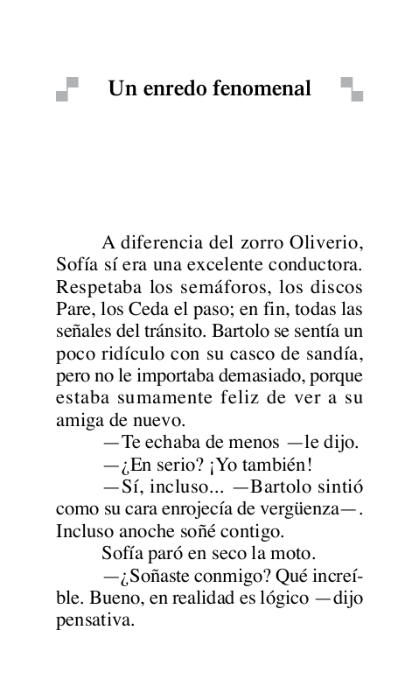 Un enredo fenomenal
A diferencia del zorro Oliverio,
Sofía sí era una excelente conductora.
Respetaba los semáforos, los discos
Pare, los Ceda el paso; en fin, todas las
señales del tránsito. Bartolo se sentía un
poco ridículo con su casco de sandía,
pero no le importaba demasiado, porque
estaba sumamente feliz de ver a su
amiga de nuevo.
—Te echaba de menos —le dijo.
—¿En serio? ¡Yo también!
—Sí, incluso... —Bartolo sintió
como su cara enrojecía de vergüenza—.
Incluso anoche soñé contigo.
Sofía paró en seco la moto.
—¿Soñaste conmigo? Qué increí-
ble. Bueno, en realidad es lógico —dijo
pensativa.